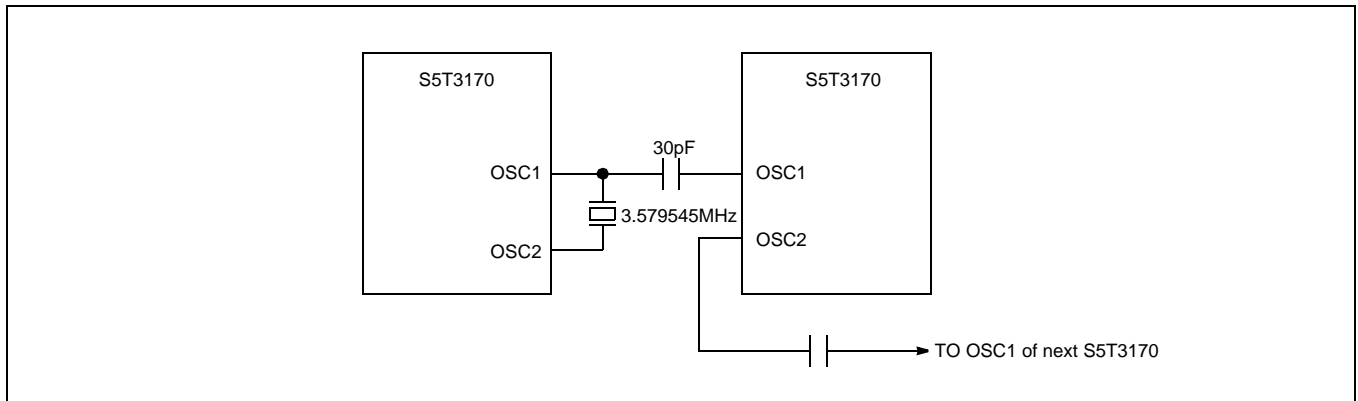 S5T3170
S5T3170
30pF
OSC1
OSC1
3.579545MHz
OSC2
OSC2
TO OSC1 of next S5T3170